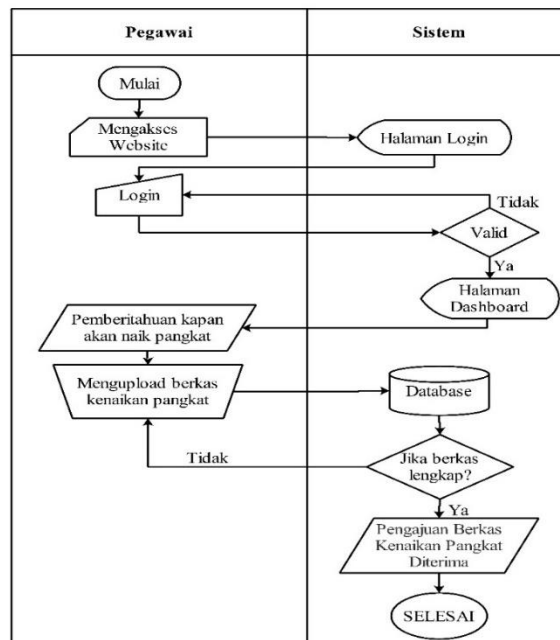 Pegawai
Sistem
Mulai
Mengakses
Website
Halaman Login
Login
Tidak
Valid
Ya
Halaman
Dashboard
Pemberitahuan kapan
akan naik pangkat
Mengupload berkas
kenaikan pangkat
Database
Tidak
Jika berkas
lengkap?
Ya
Pengajuan Berkas
Kenaikan Pangkat
Diterima
SELESAI